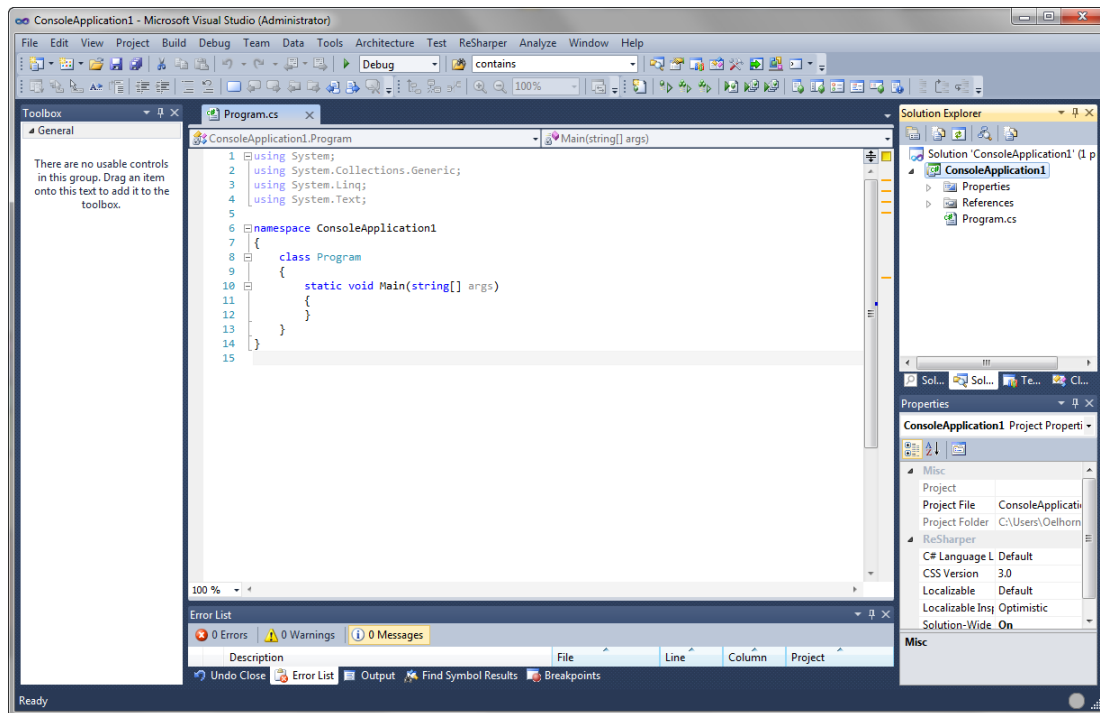 ConsoleApplication1 - Microsoft Visual Studio (Administrator)
File Edit View Project Build Debug Team Data Tools Architecture Test ReSharper Analyze Window Help
Debug contains
100%
Toolbox
General
There are no usable controls
in this group. Drag an item
onto this text to add it to the
toolbox.
Program.cs
ConsoleApplication1.Program
Main(string[] args)
1 using System;
2 using System.Collections.Generic;
3 using System.Linq;
4 using System.Text;
5
6 namespace ConsoleApplication1
7 {
8 class Program
9 {
10 static void Main(string[] args)
11 {
12 }
13 }
14 }
15
100 %
Error List
0 Errors 0 Warnings 0 Messages
Description File Line Column Project
Undo Close Error List Output Find Symbol Results Breakpoints
Solution Explorer
Solution 'ConsoleApplication1' (1 p
ConsoleApplication1
Properties
References
Program.cs
Sol... Sol... Te... Cl...
Properties
ConsoleApplication1 Project Properti
Misc
Project
Project File ConsoleApplicati
Project Folder C:\Users\Oelhorn
ReSharper
C# Language L Default
CSS Version 3.0
Localizable Default
Localizable Insp Optimistic
Solution-Wide On
Misc
Ready